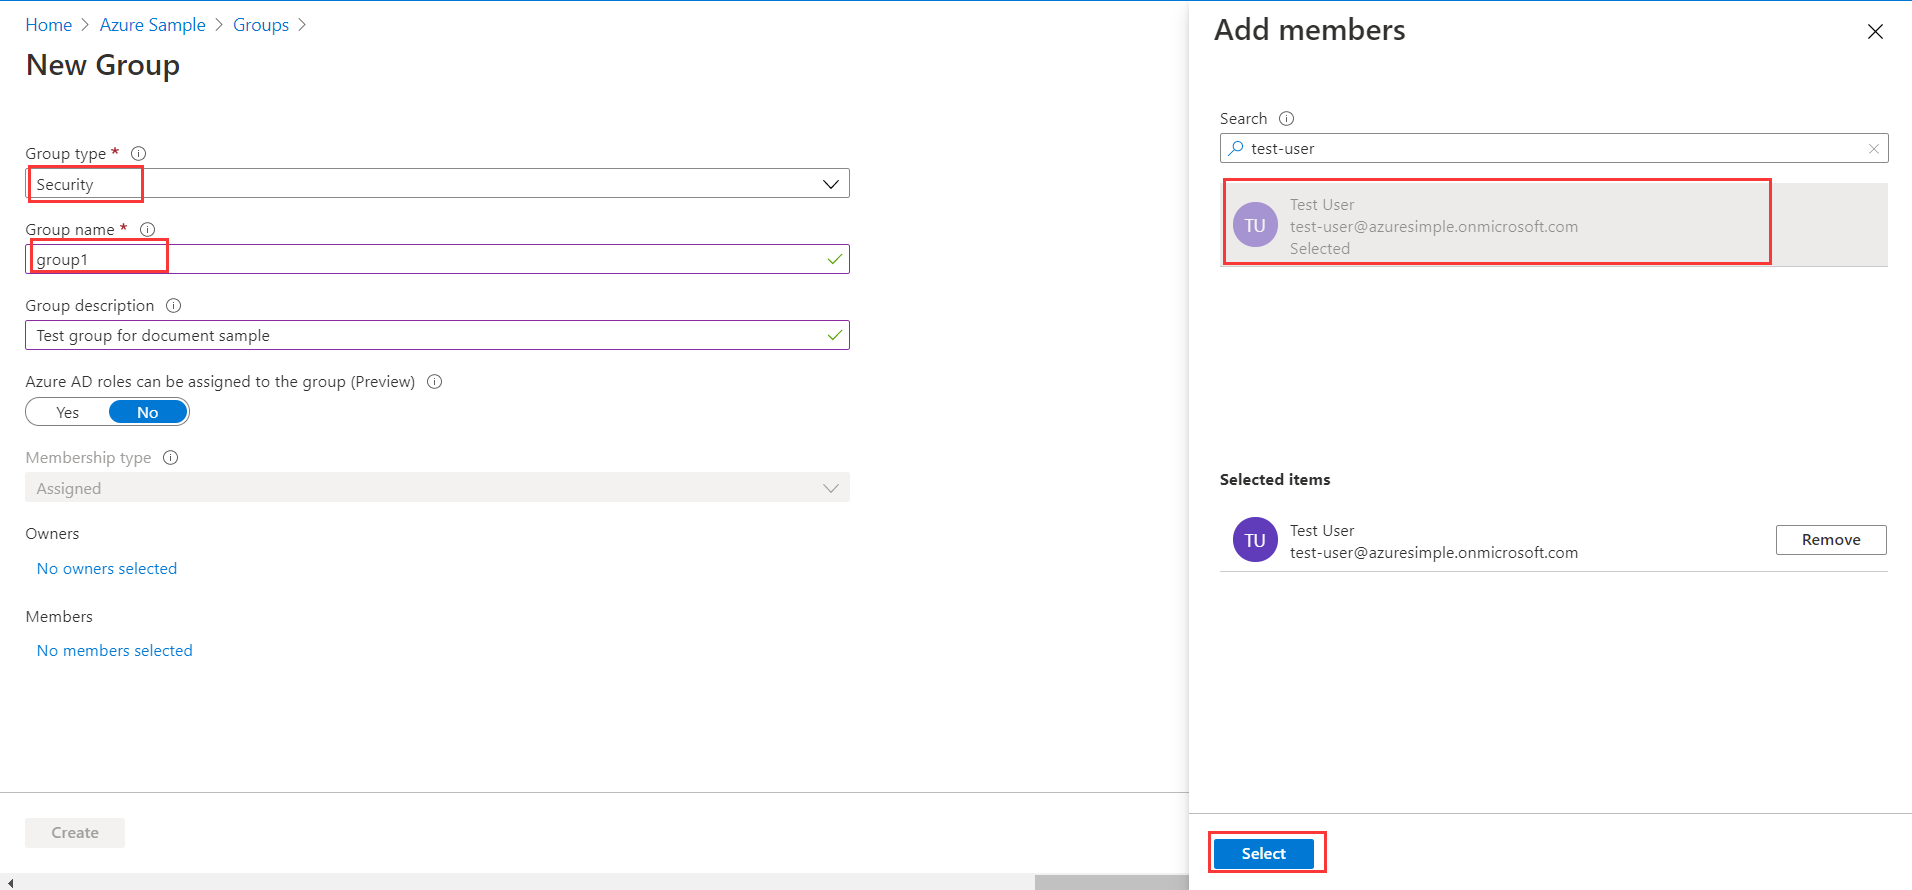 Home > Azure Sample > Groups >
New Group
Group type *
Security
Group name *
group1
Group description
Test group for document sample
Azure AD roles can be assigned to the group (Preview)
Yes No
Membership type
Assigned
Owners
No owners selected
Members
No members selected
Create
Add members
Search
test-user
TU
Test User
test-user@azuresimple.onmicrosoft.com
Selected
Selected items
TU
Test User
test-user@azuresimple.onmicrosoft.com
Remove
Select